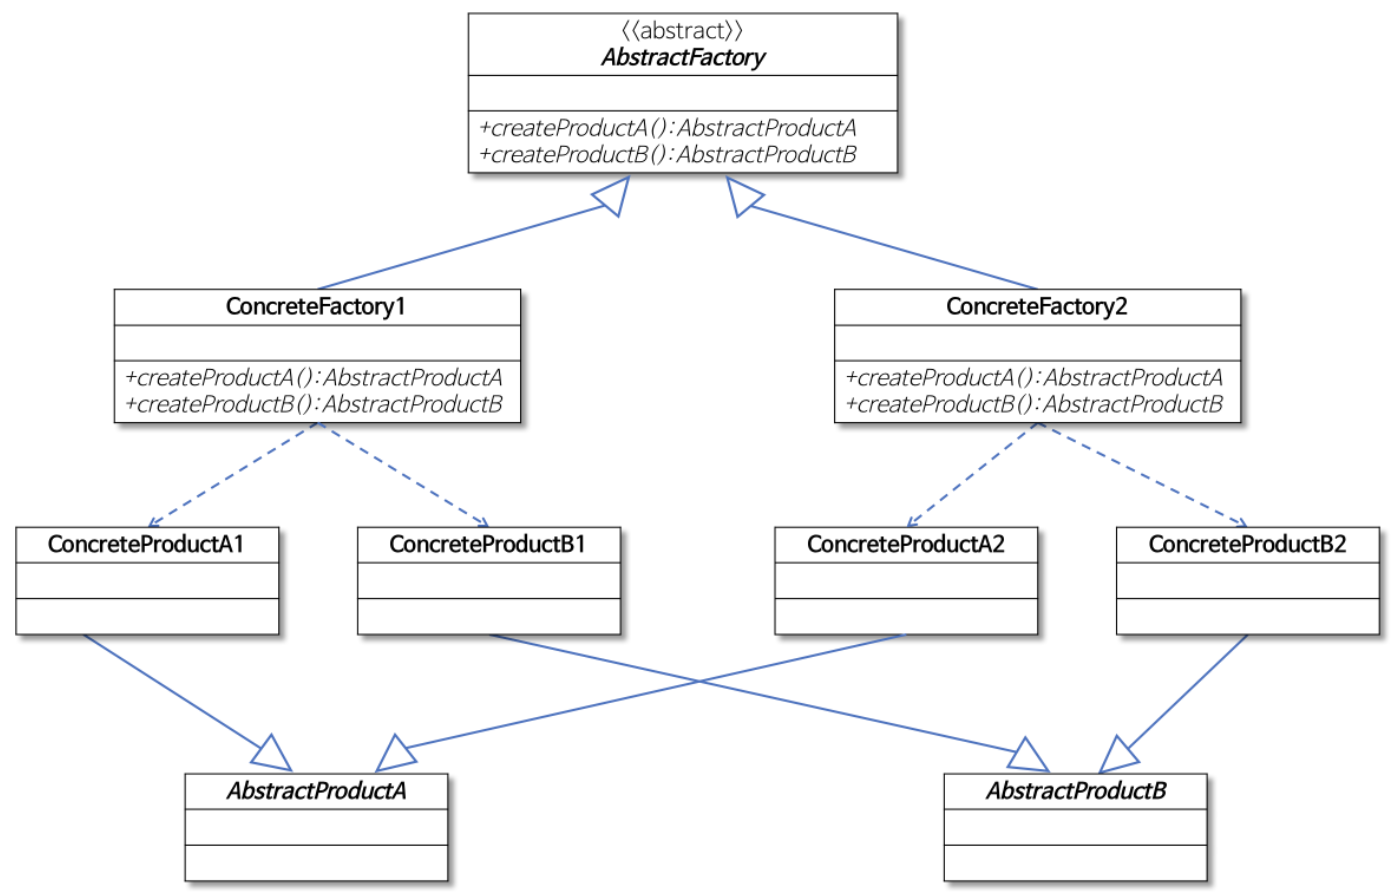 〈〈abstract〉〉
AbstractFactory
+createProductA():AbstractProductA
+createProductB():AbstractProductB
ConcreteFactory1
+createProductA():AbstractProductA
+createProductB():AbstractProductB
ConcreteFactory2
+createProductA():AbstractProductA
+createProductB():AbstractProductB
ConcreteProductA1
ConcreteProductB1
ConcreteProductA2
ConcreteProductB2
AbstractProductA
AbstractProductB